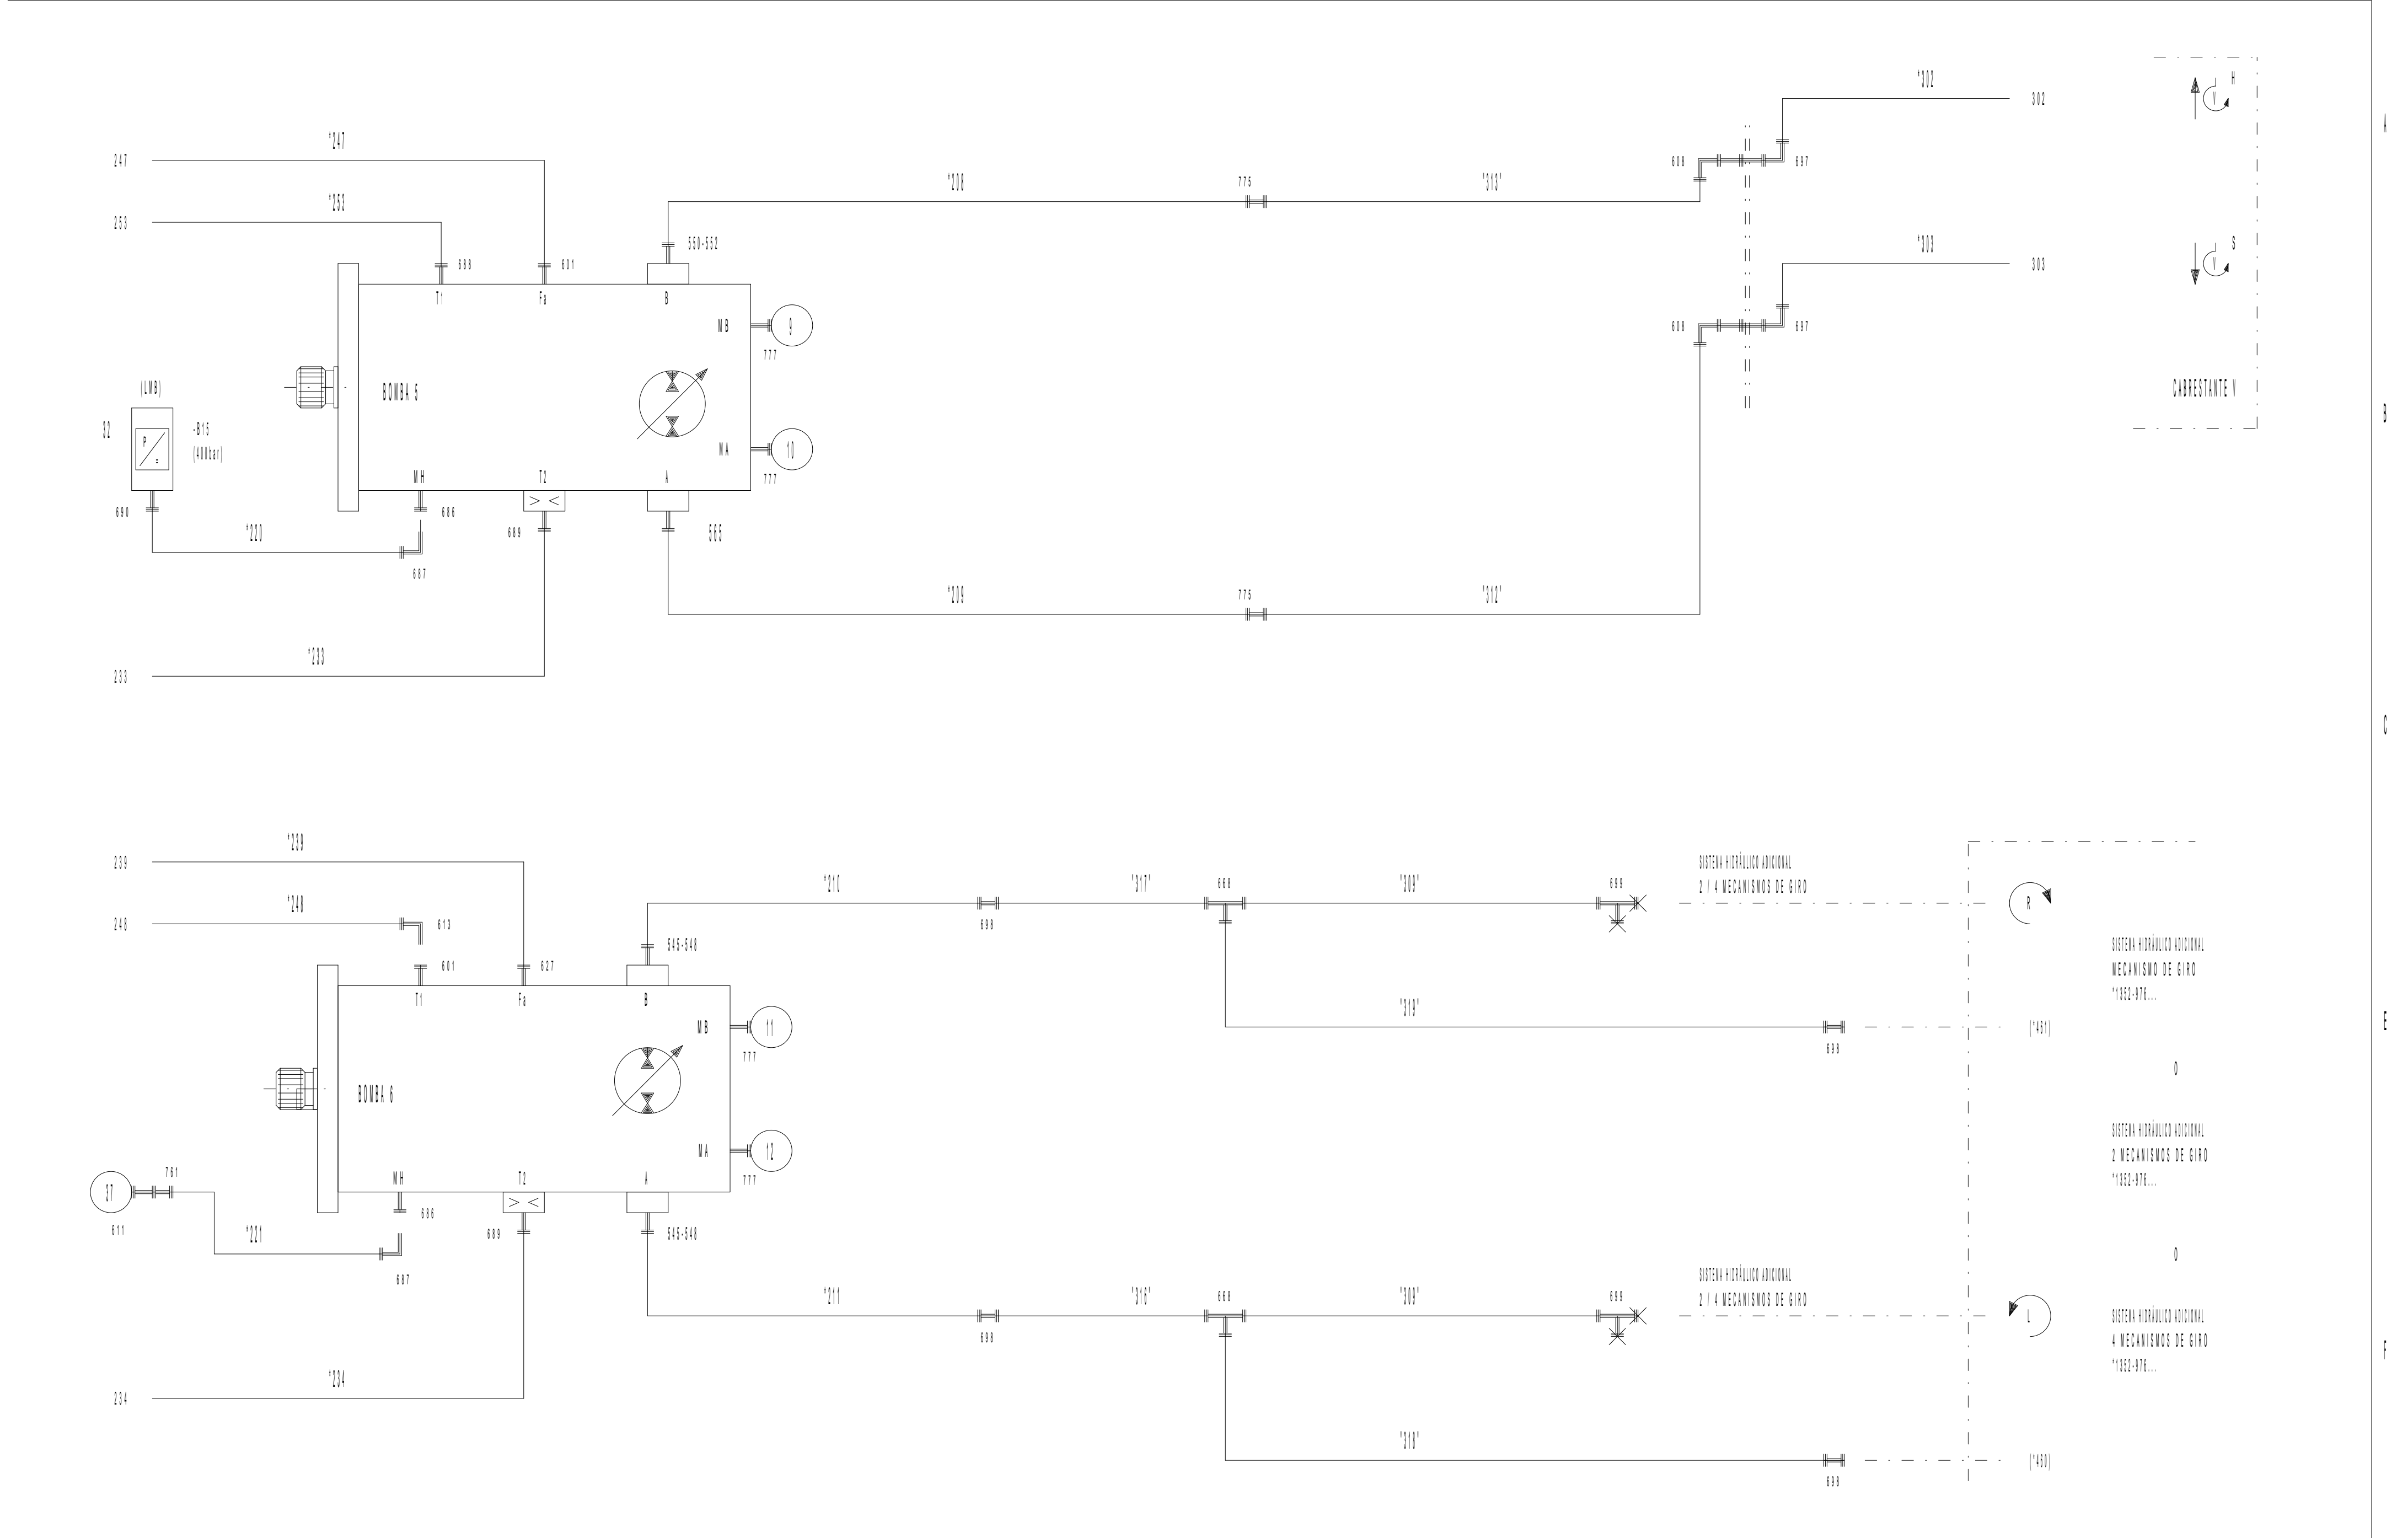 *302
302
H
V
A
*247
247
608
697
*208
775
'313'
*253
253
550-552
*303
303
S
V
688
601
T1
Fa
B
MB
9
777
608
697
(LMB)
BOMBA 5
CABRESTANTE V
B
32
P
=
-B15
(400bar)
MA
10
777
MH
T2
A
690
686
689
565
*220
687
*209
775
'312'
*233
233
C
*239
239
*210
'317'
668
'309'
699
SISTEMA HIDRÁULICO ADICIONAL
2 / 4 MECANISMOS DE GIRO
R
*248
248
613
698
545-548
SISTEMA HIDRÁULICO ADICIONAL
MECANISMO DE GIRO
*1352-976...
601
627
T1
Fa
B
MB
11
777
'319'
698
(*461)
E
O
BOMBA 6
SISTEMA HIDRÁULICO ADICIONAL
2 MECANISMOS DE GIRO
*1352-976...
MA
12
777
761
37
611
MH
T2
A
686
689
545-548
*221
687
O
*211
'316'
668
'309'
699
SISTEMA HIDRÁULICO ADICIONAL
2 / 4 MECANISMOS DE GIRO
L
698
SISTEMA HIDRÁULICO ADICIONAL
4 MECANISMOS DE GIRO
*1352-976...
F
*234
234
'318'
698
(*460)